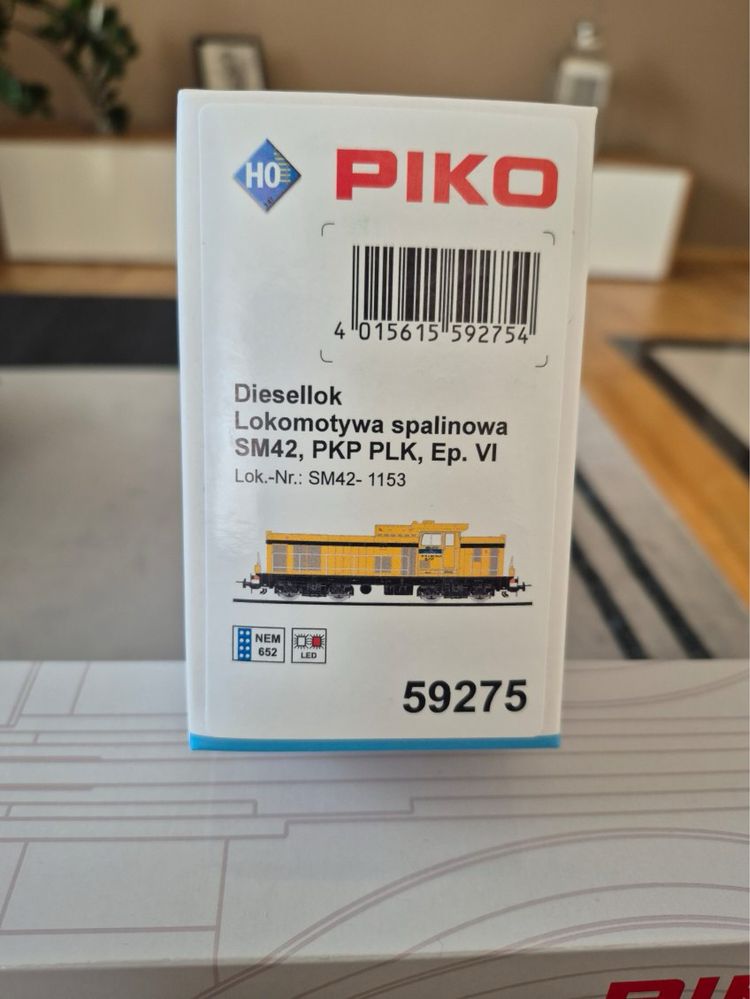 H0
PIKO
4 015615 592754
Diesellok
Lokomotywa spalinowa
SM42, PKP PLK, Ep. VI
Lok.-Nr.: SM42- 1153
NEM
652
LED
59275